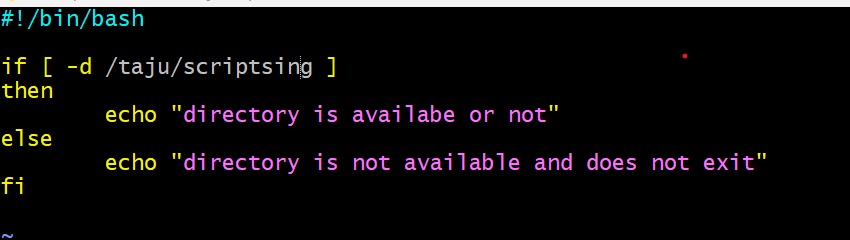 #!/bin/bash
if [ -d /taju/scriptsing ]
then
echo "directory is availabe or not"
else
echo "directory is not available and does not exit"
fi
~